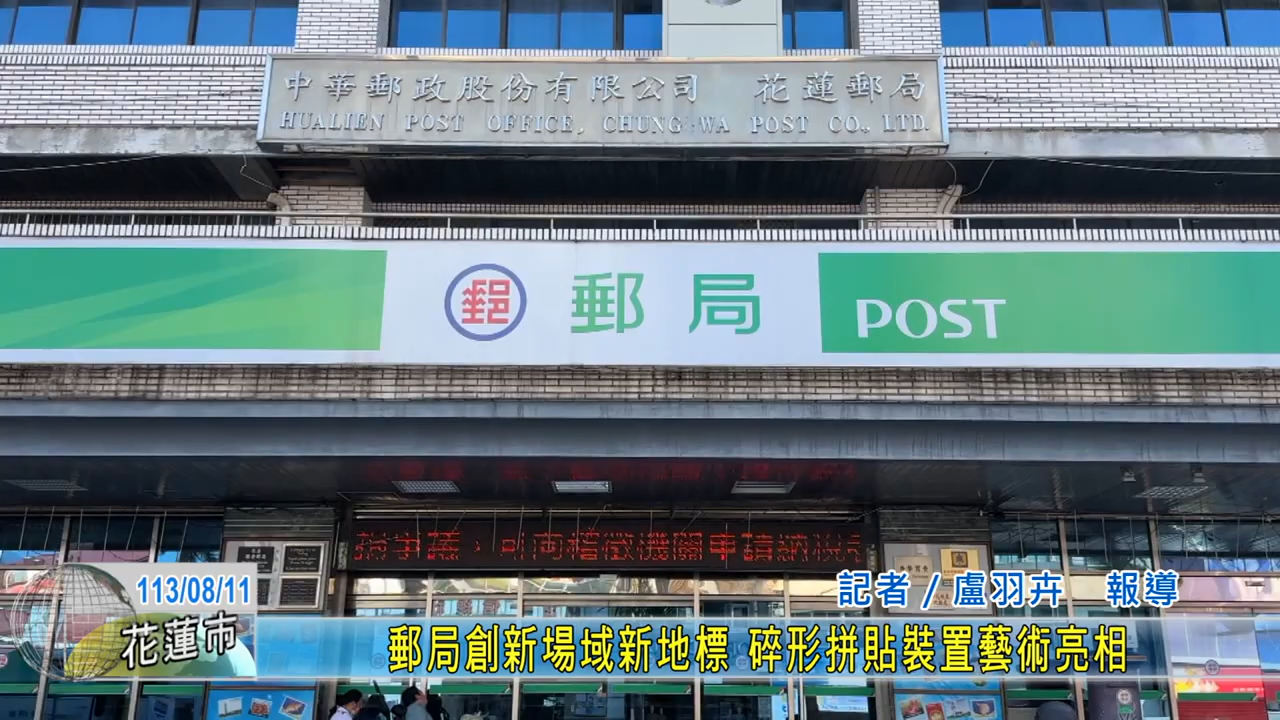 中華郵政股份有限公司 花蓮郵局
HUALIEN POST OFFICE, CHUNG WA POST CO., LTD.
郵 郵局
POST
113/08/11
記者/盧羽卉 報導
花蓮市
郵局創新場域新地標 碎形拼貼裝置藝術亮相